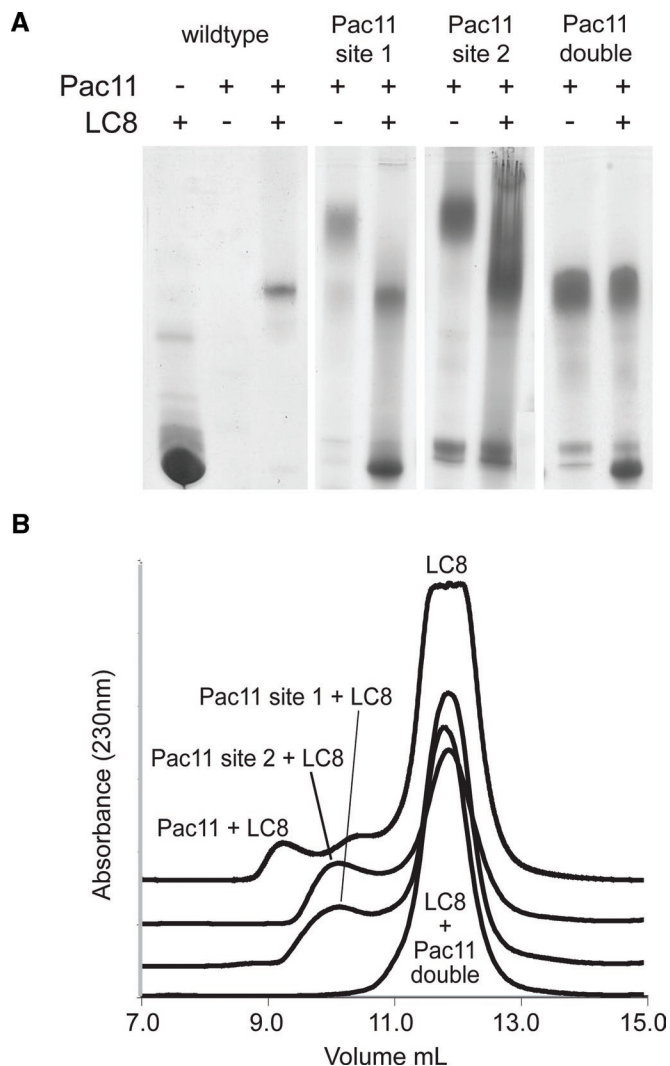 A
wildtype
Pac11
site 1
Pac11
site 2
Pac11
double
Pac11 - + + + + + + + +
LC8 + - + - + - + - +
B
LC8
Pac11 site 1 + LC8
Pac11 site 2 + LC8
Pac11 + LC8
LC8
+
Pac11
double
Absorbance (230nm)
7.0 9.0 11.0 13.0 15.0
Volume mL